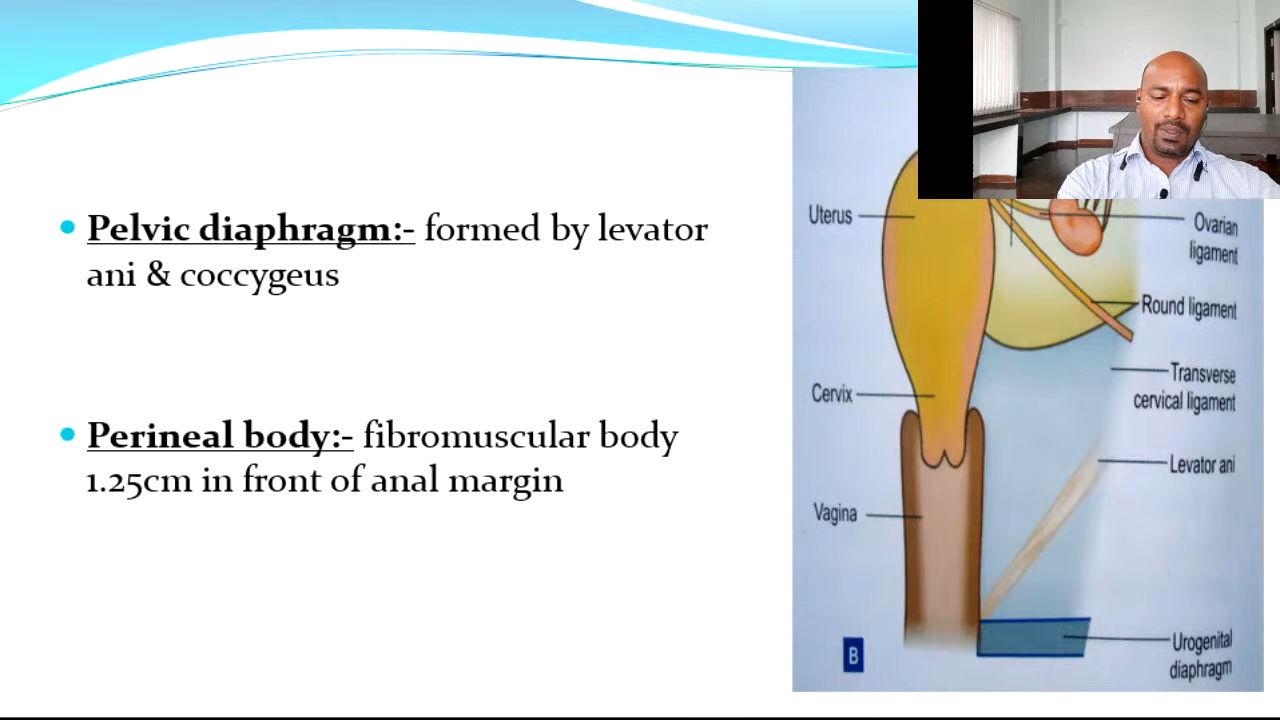 Pelvic diaphragm:- formed by levator
ani & coccygeus
Perineal body:- fibromuscular body
1.25cm in front of anal margin
Uterus
Ovarian
ligament
Round ligament
Transverse
cervical ligament
Cervix
Levator ani
Vagina
Urogenital
diaphragm
B